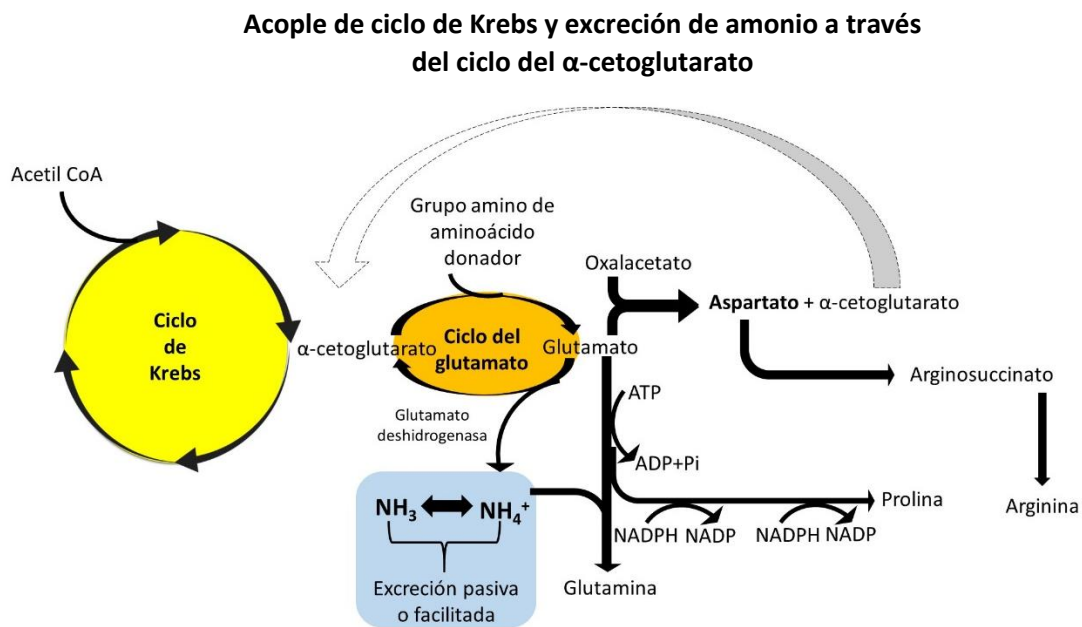 Acople de ciclo de Krebs y excreción de amonio a través
del ciclo del α-cetoglutarato
Acetil CoA
Ciclo
de
Krebs
α-cetoglutarato
Grupo amino de
aminoácido
donador
Ciclo del
glutamato
Glutamato
Oxalacetato
Aspartato + α-cetoglutarato
Arginosuccinato
Arginina
Glutamato
deshidrogenasa
ATP
ADP+Pi
NH₃
NH₄⁺
Excreción pasiva
o facilitada
NADPH NADP
NADPH NADP
Prolina
Glutamina